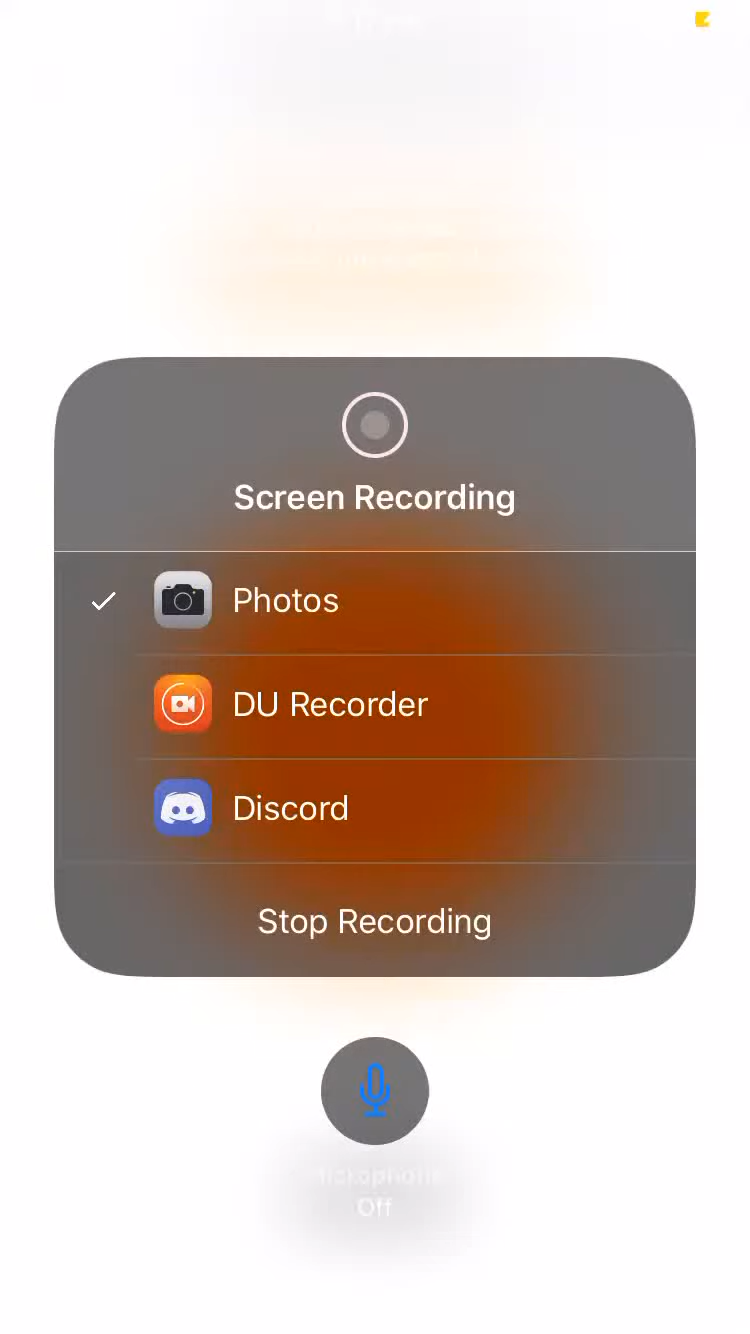 Screen Recording
Photos
DU Recorder
Discord
Stop Recording
Off